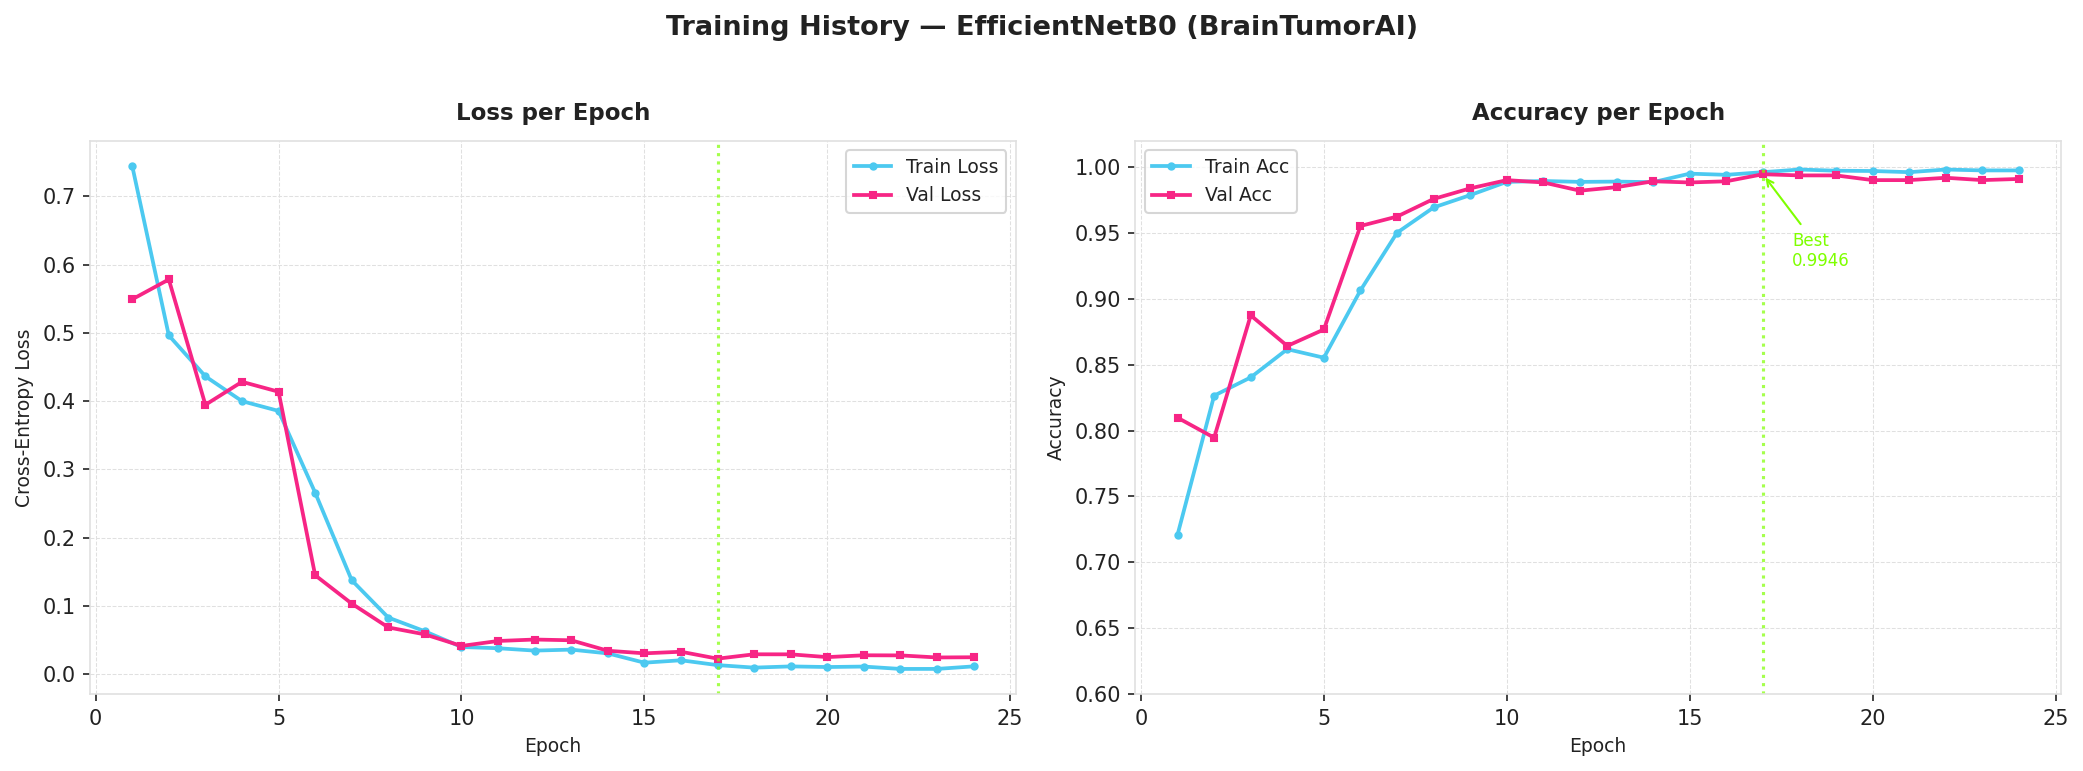 Training History — EfficientNetB0 (BrainTumorAI)
Loss per Epoch
Train Loss
Val Loss
Cross-Entropy Loss
0.7
0.6
0.5
0.4
0.3
0.2
0.1
0.0
0 5 10 15 20 25
Epoch
Accuracy per Epoch
Train Acc
Val Acc
Best
0.9946
Accuracy
1.00
0.95
0.90
0.85
0.80
0.75
0.70
0.65
0.60
0 5 10 15 20 25
Epoch